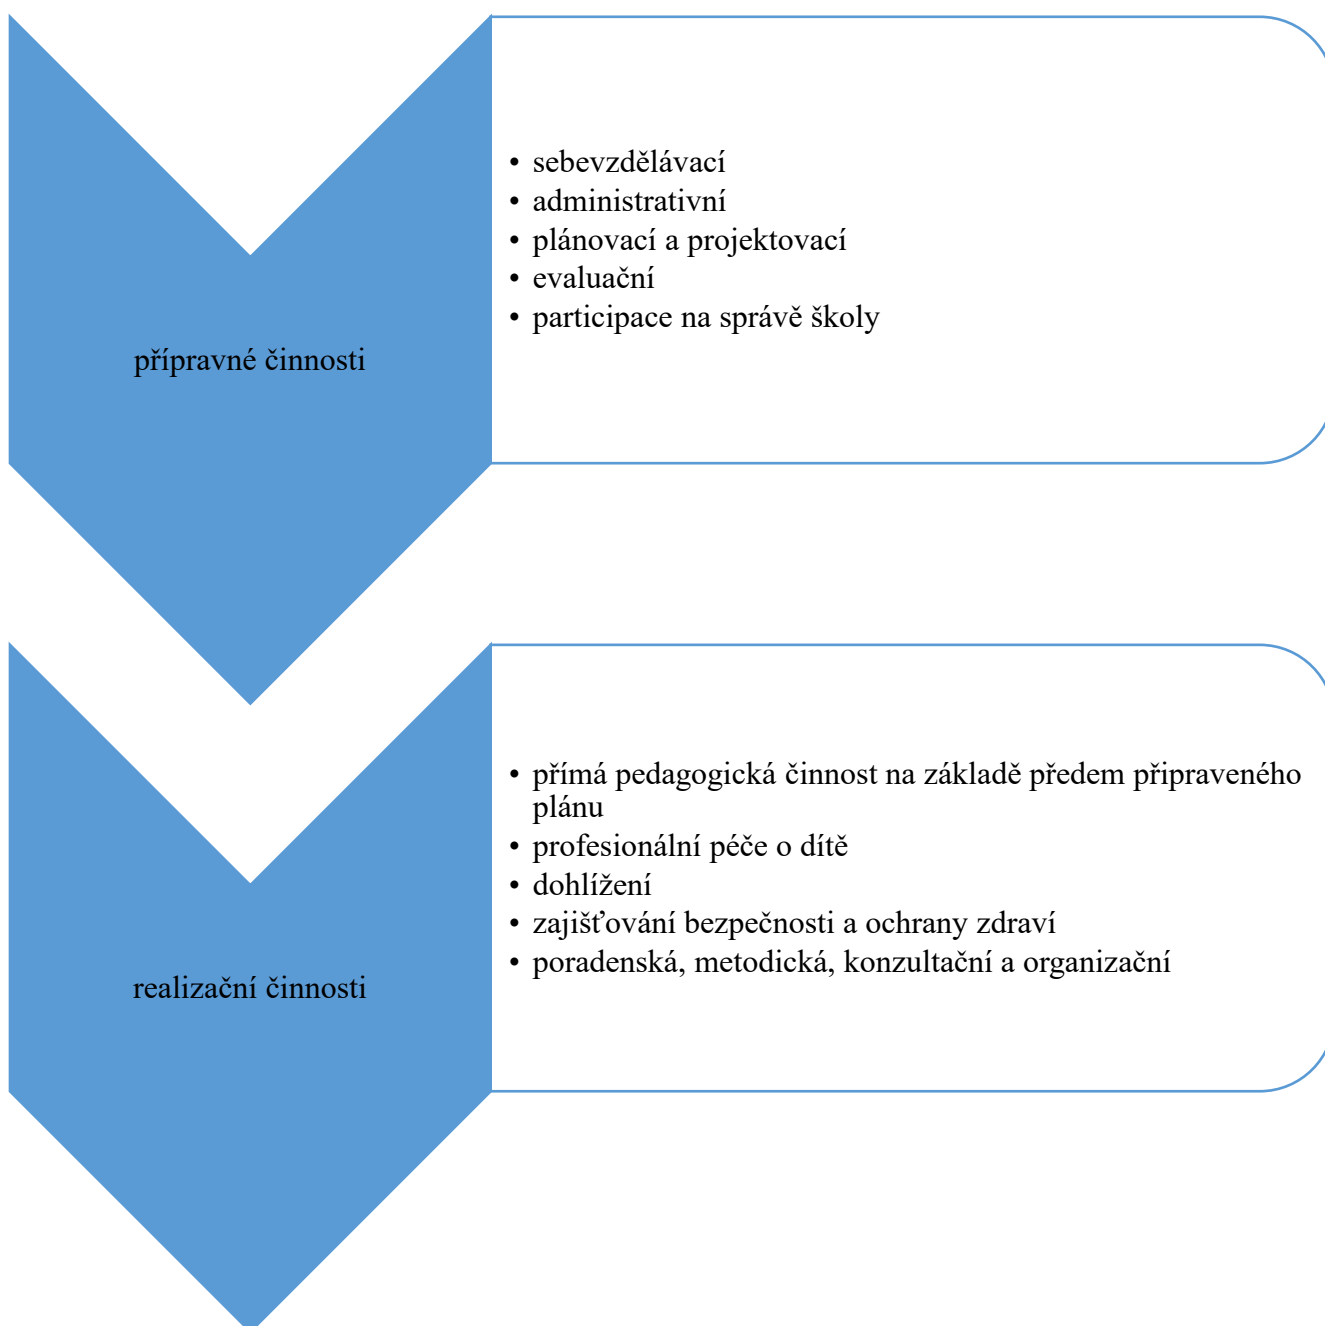 přípravné činnosti
• sebevzdělávací
• administrativní
• plánovací a projektovací
• evaluační
• participace na správě školy
realizační činnosti
• přímá pedagogická činnost na základě předem připraveného
plánu
• profesionální péče o dítě
• dohlížení
• zajišťování bezpečnosti a ochrany zdraví
• poradenská, metodická, konzultační a organizační